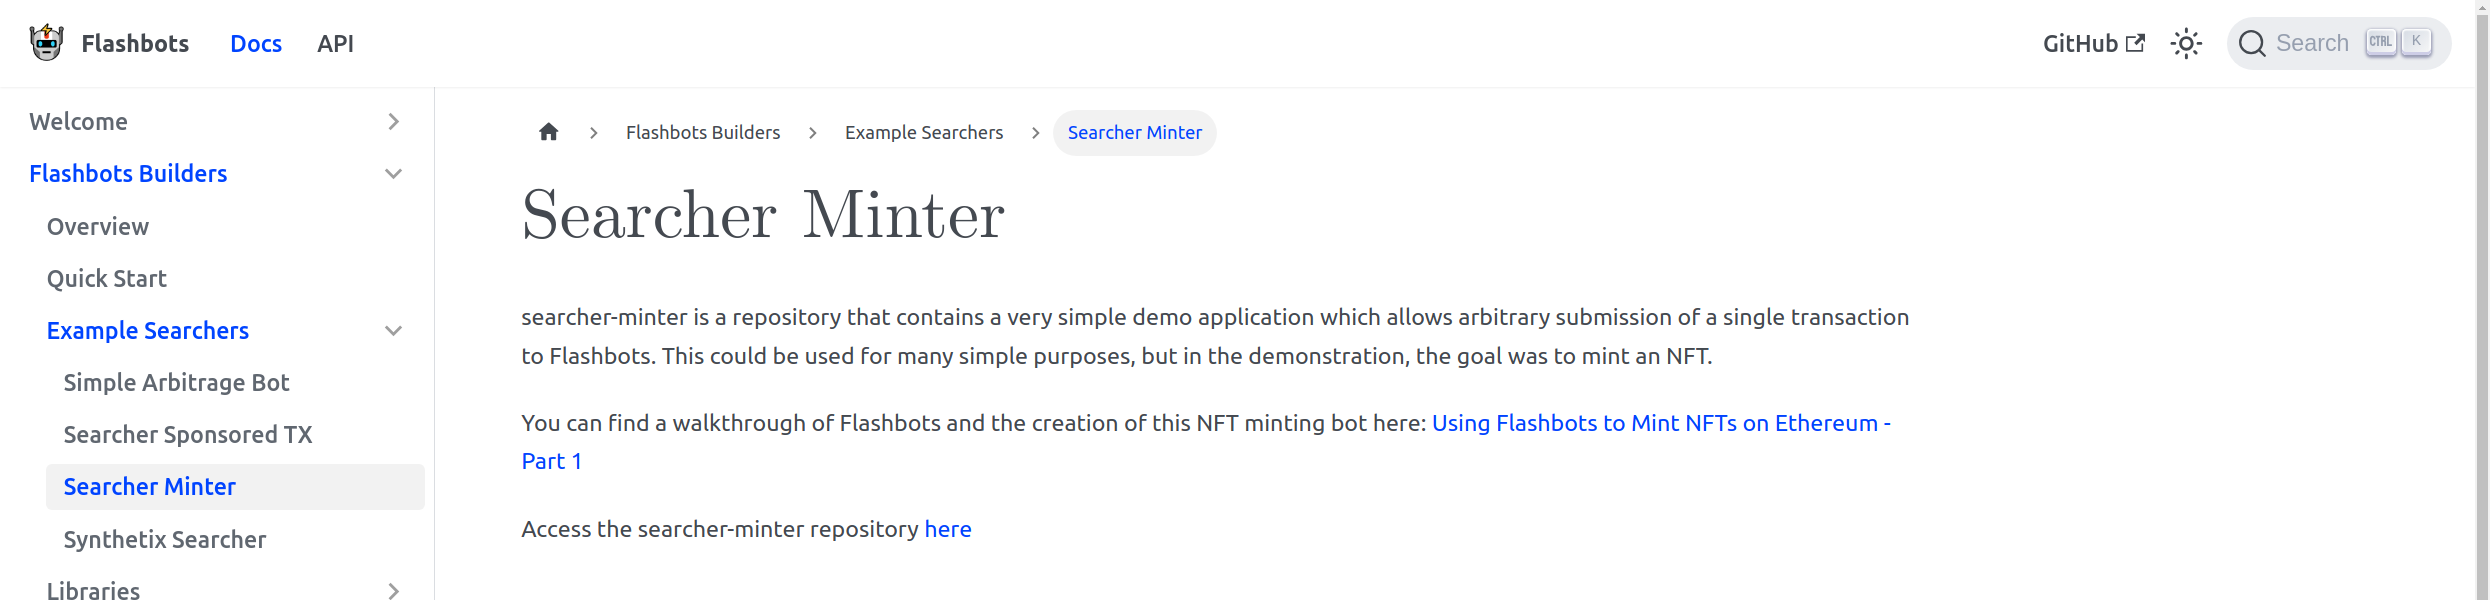 Flashbots Docs API GitHub Search CTRL K
Welcome
Flashbots Builders
Overview
Quick Start
Example Searchers
Simple Arbitrage Bot
Searcher Sponsored TX
Searcher Minter
Synthetix Searcher
Libraries
Flashbots Builders Example Searchers Searcher Minter
Searcher Minter
searcher-minter is a repository that contains a very simple demo application which allows arbitrary submission of a single transaction
to Flashbots. This could be used for many simple purposes, but in the demonstration, the goal was to mint an NFT.
You can find a walkthrough of Flashbots and the creation of this NFT minting bot here: Using Flashbots to Mint NFTs on Ethereum -
Part 1
Access the searcher-minter repository here